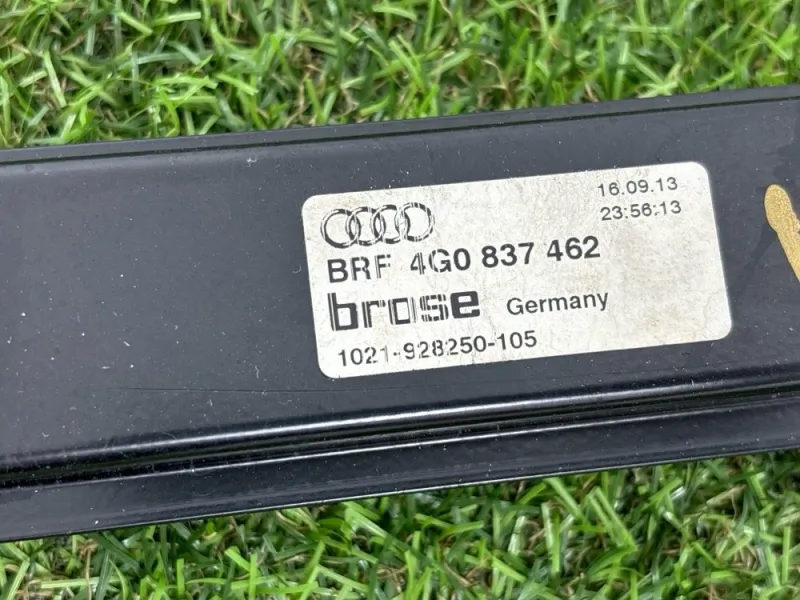 16.09.13
23:56:13
BRF 4G0 837 462
brose Germany
1021-928250-105